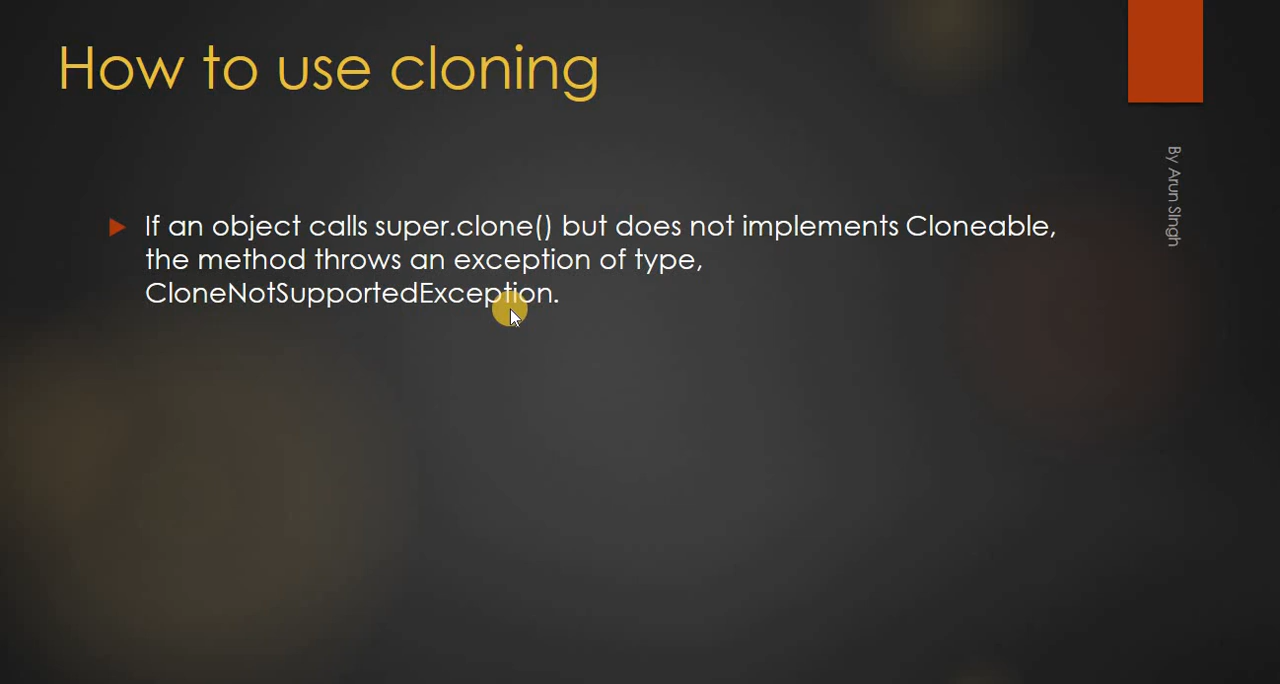 How to use cloning
If an object calls super.clone() but does not implements Cloneable,
the method throws an exception of type,
CloneNotSupportedException.
By Arun SIngh